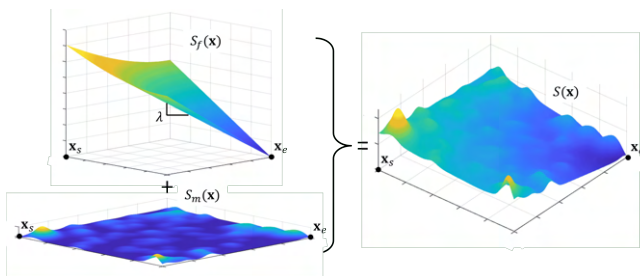 S_f(𝐱)
λ
𝐱_s
𝐱_e
+
S_m(𝐱)
𝐱_s
𝐱_e
=
S(𝐱)
𝐱_s
𝐱